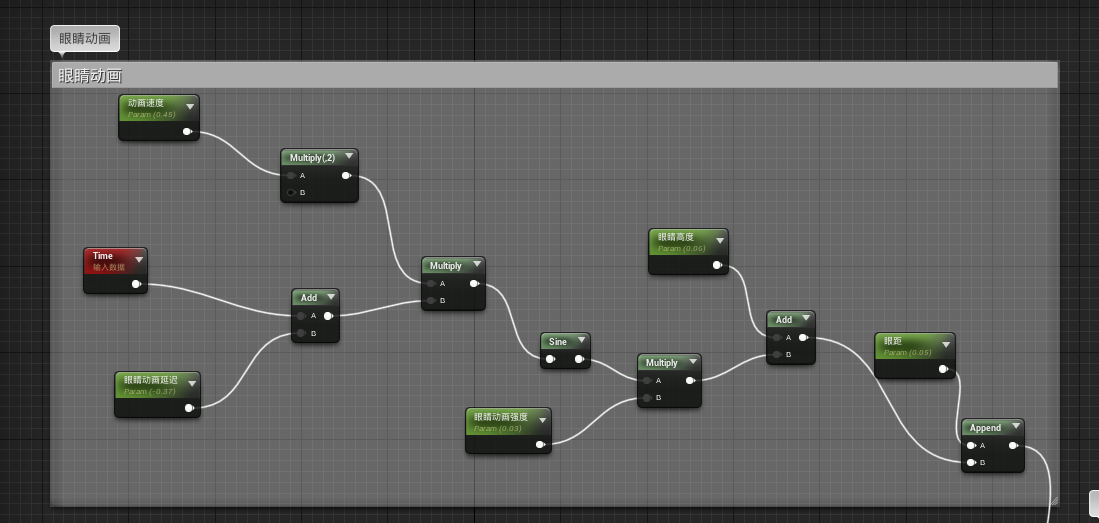 眼睛动画
眼睛动画
动画速度
Param (0.45)
Multiply(,2)
A
B
Time
输入数据
Add
A
B
眼睛动画延迟
Param (-0.37)
Multiply
A
B
Sine
眼睛动画强度
Param (0.03)
Multiply
A
B
眼睛高度
Param (0.06)
Add
A
B
眼距
Param (0.05)
Append
A
B